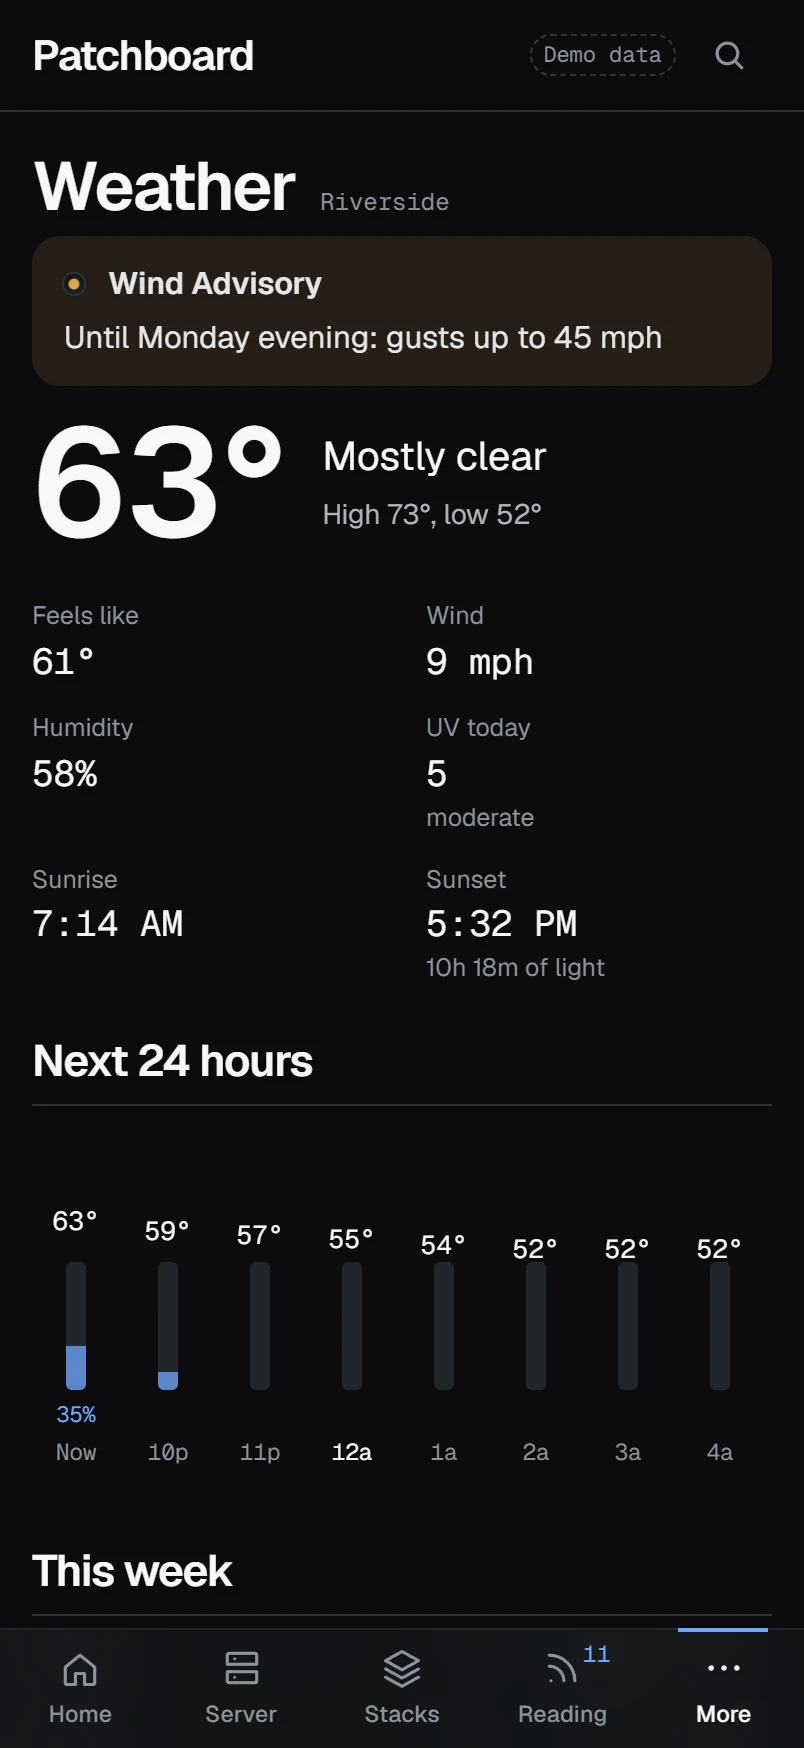 Patchboard
Demo data
Weather Riverside
Wind Advisory
Until Monday evening: gusts up to 45 mph
63°
Mostly clear
High 73°, low 52°
Feels like
61°
Wind
9 mph
Humidity
58%
UV today
5
moderate
Sunrise
7:14 AM
Sunset
5:32 PM
10h 18m of light
Next 24 hours
63° 59° 57° 55° 54° 52° 52° 52°
35%
Now 10p 11p 12a 1a 2a 3a 4a
This week
11
Home Server Stacks Reading More